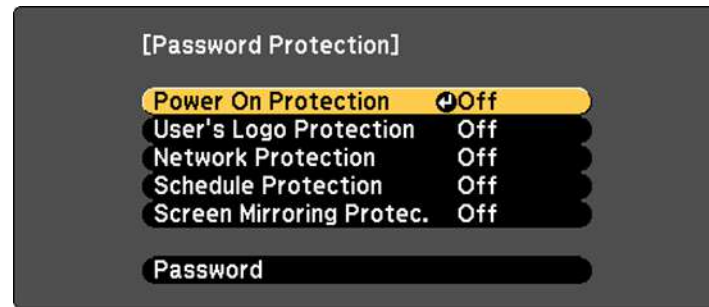 [Password Protection]
Power On Protection Off
User's Logo Protection Off
Network Protection Off
Schedule Protection Off
Screen Mirroring Protec. Off
Password